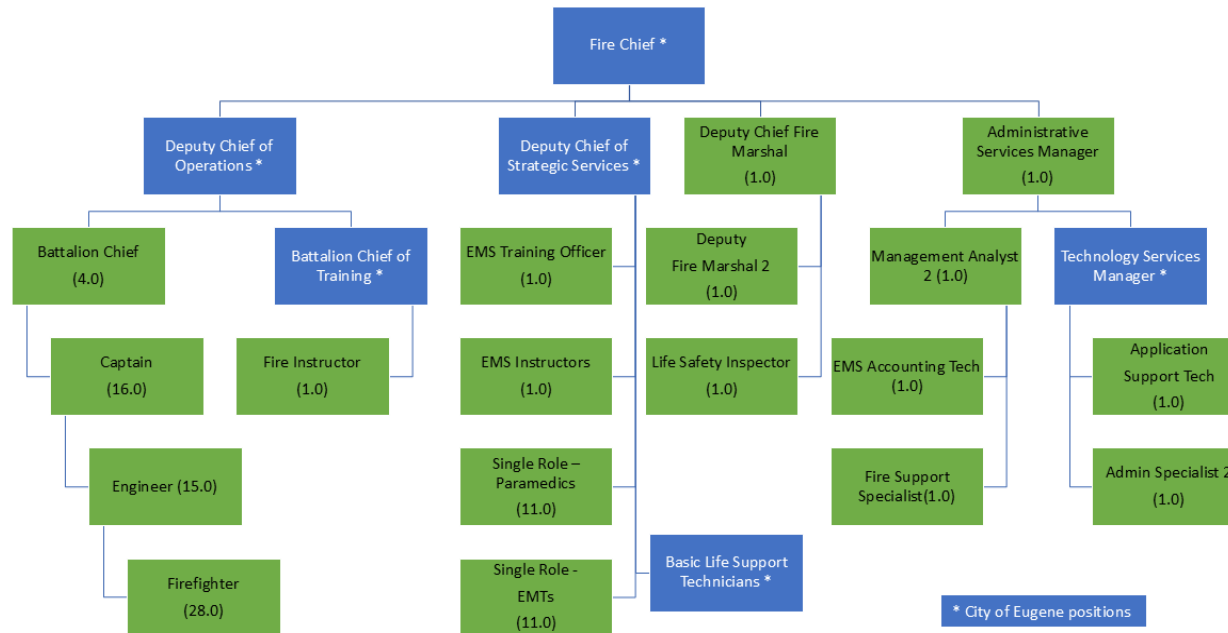 Fire Chief *
Deputy Chief of
Operations *
Deputy Chief of
Strategic Services *
Deputy Chief Fire
Marshal
(1.0)
Administrative
Services Manager
(1.0)
Battalion Chief
(4.0)
Battalion Chief of
Training *
EMS Training Officer
(1.0)
Deputy
Fire Marshal 2
(1.0)
Management Analyst
2 (1.0)
Technology Services
Manager *
Captain
(16.0)
Fire Instructor
(1.0)
EMS Instructors
(1.0)
Life Safety Inspector
(1.0)
EMS Accounting Tech
(1.0)
Application
Support Tech
(1.0)
Engineer (15.0)
Single Role –
Paramedics
(11.0)
Fire Support
Specialist(1.0)
Admin Specialist 2
(1.0)
Firefighter
(28.0)
Single Role -
EMTs
(11.0)
Basic Life Support
Technicians *
* City of Eugene positions